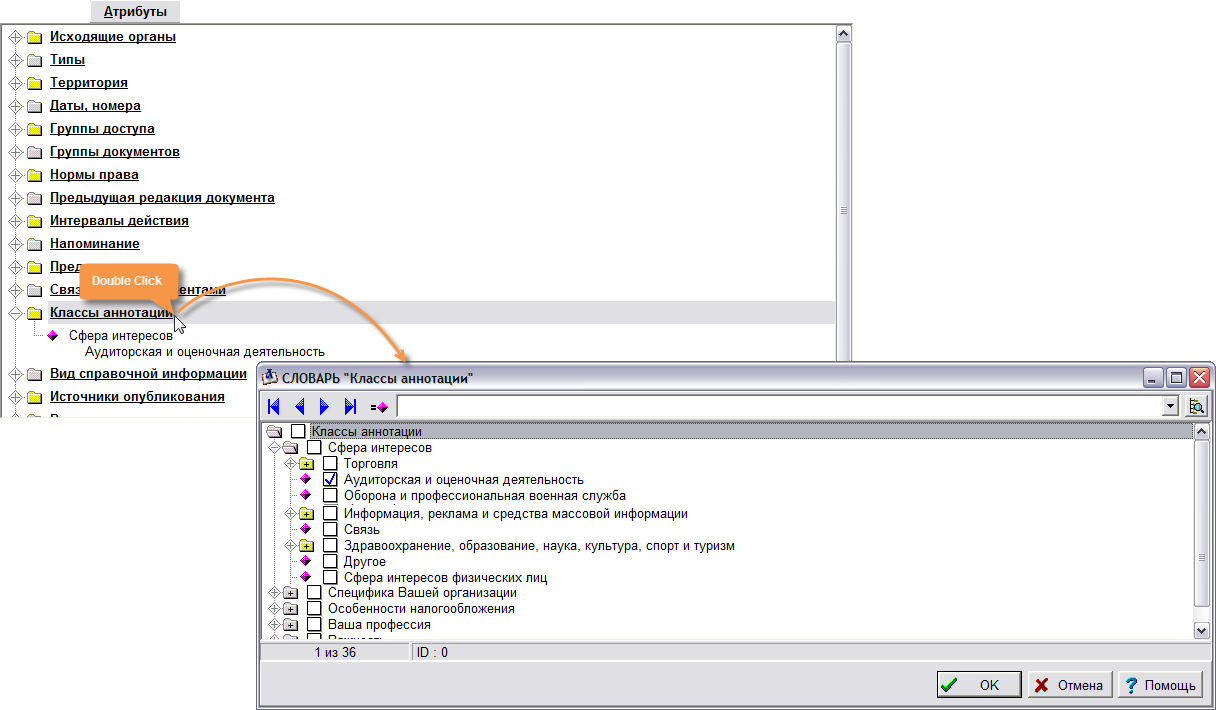 Атрибуты
Исходящие органы
Типы
Территория
Даты, номера
Группы доступа
Группы документов
Нормы права
Предыдущая редакция документа
Интервалы действия
Напоминание
Пред
Double Click
Связ ентами
Классы аннотации
Сфера интересов
Аудиторская и оценочная деятельность
Вид справочной информации
Источники опубликования
СЛОВАРЬ "Классы аннотации"
Классы аннотации
Сфера интересов
Торговля
Аудиторская и оценочная деятельность
Оборона и профессиональная военная служба
Информация, реклама и средства массовой информации
Связь
Здравоохранение, образование, наука, культура, спорт и туризм
Другое
Сфера интересов физических лиц
Специфика Вашей организации
Особенности налогообложения
Ваша профессия
1 из 36
ID : 0
OK
Отмена
Помощь